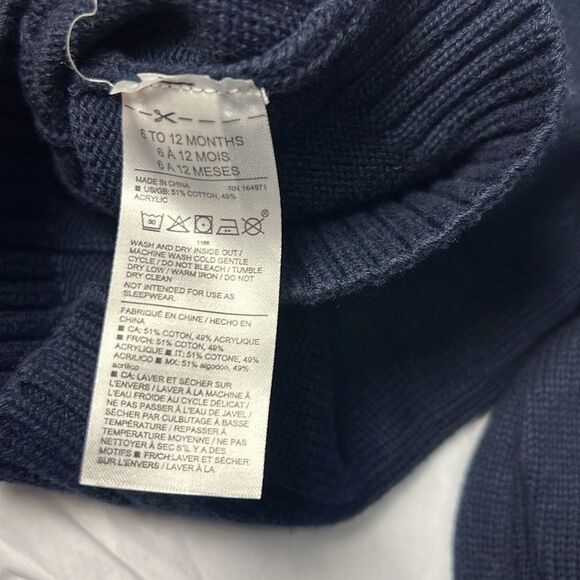 6 TO 12 MONTHS
6 À 12 MOIS
6 A 12 MESES
MADE IN CHINA RN 164971
■ US/GB: 51% COTTON, 49%
ACRYLIC
30
®
1166
WASH AND DRY INSIDE OUT /
MACHINE WASH COLD GENTLE
CYCLE / DO NOT BLEACH / TUMBLE
DRY LOW / WARM IRON / DO NOT
DRY CLEAN
NOT INTENDED FOR USE AS
SLEEPWEAR.
FABRIQUÉ EN CHINE / HECHO EN
CHINA
■ CA: 51% COTON, 49% ACRYLIQUE
■ FR/CH: 51% COTON, 49%
ACRYLIQUE ■ IT: 51% COTONE, 49%
ACRILICO ■ MX: 51% algodón, 49%
acrílico
■ CA: LAVER ET SÉCHER SUR
L'ENVERS / LAVER À LA MACHINE À
L'EAU FROIDE AU CYCLE DÉLICAT /
NE PAS PASSER À L'EAU DE JAVEL /
SÉCHER PAR CULBUTAGE À BASSE
TEMPÉRATURE / REPASSER À
TEMPÉRATURE MOYENNE / NE PAS
NETTOYER À SEC S'IL Y A DES
MOTIFS ■ FR/CH:LAVER ET SÉCHER
SUR L'ENVERS / LAVER À LA